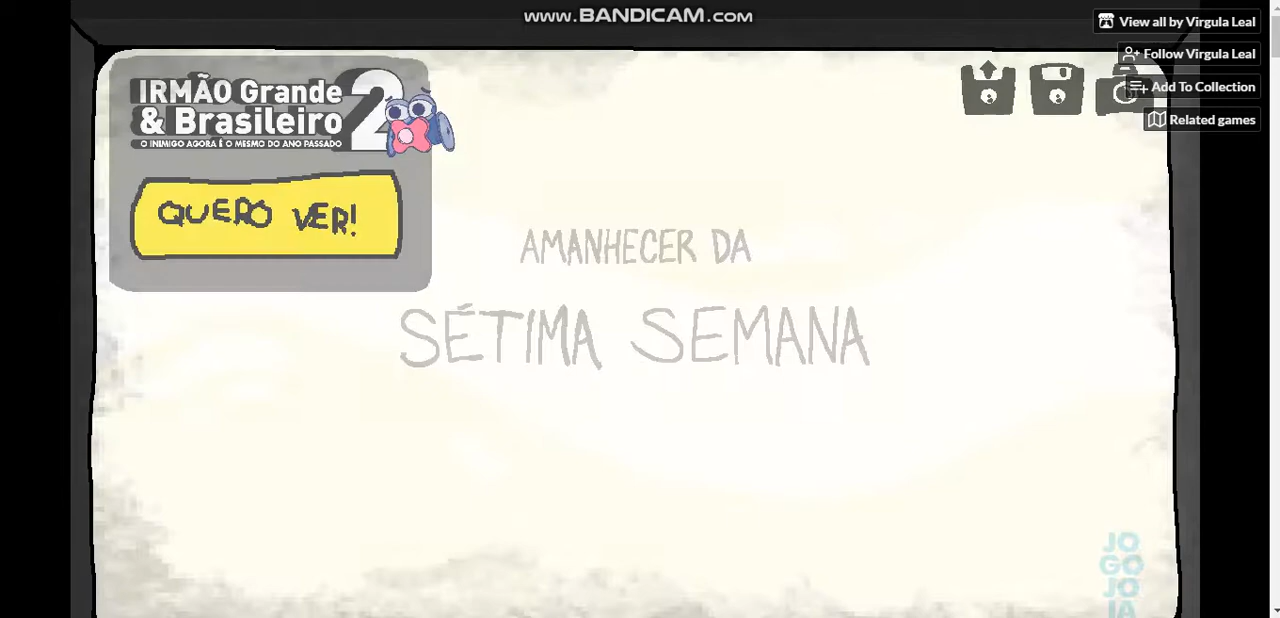 www.BANDICAM.com
View all by Virgula Leal
Follow Virgula Leal
Add To Collection
Related games
IRMÃO Grande
& Brasileiro 2
O INIMIGO AGORA É O MESMO DO ANO PASSADO
QUERO VER!
AMANHECER DA
SÉTIMA SEMANA
JO
GO
JO
IA